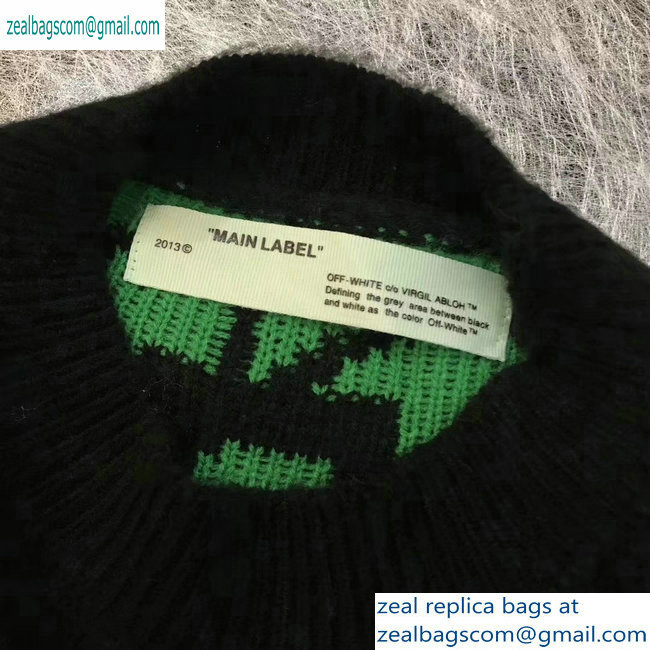 zealbagscom@gmail.com
2013©
"MAIN LABEL"
OFF-WHITE c/o VIRGIL ABLOH™
Defining the grey area between black
and white as the color Off-White™
zeal replica bags at
zealbagscom@gmail.com